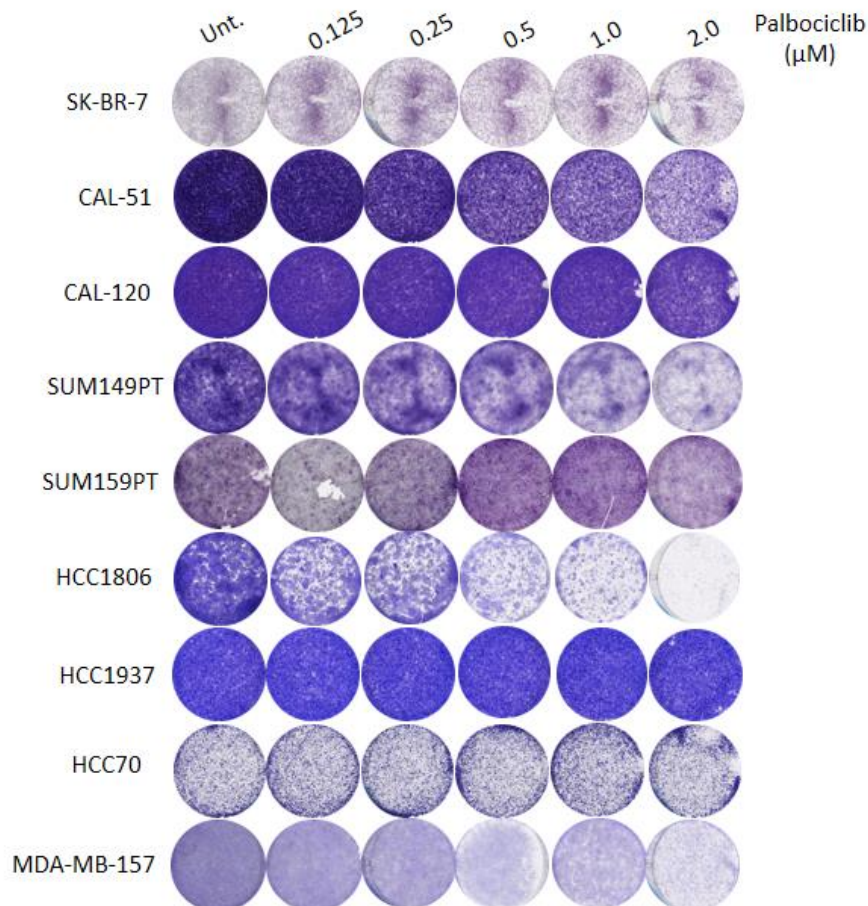 Unt. 0.125 0.25 0.5 1.0 2.0 Palbociclib
(μM)
SK-BR-7
CAL-51
CAL-120
SUM149PT
SUM159PT
HCC1806
HCC1937
HCC70
MDA-MB-157